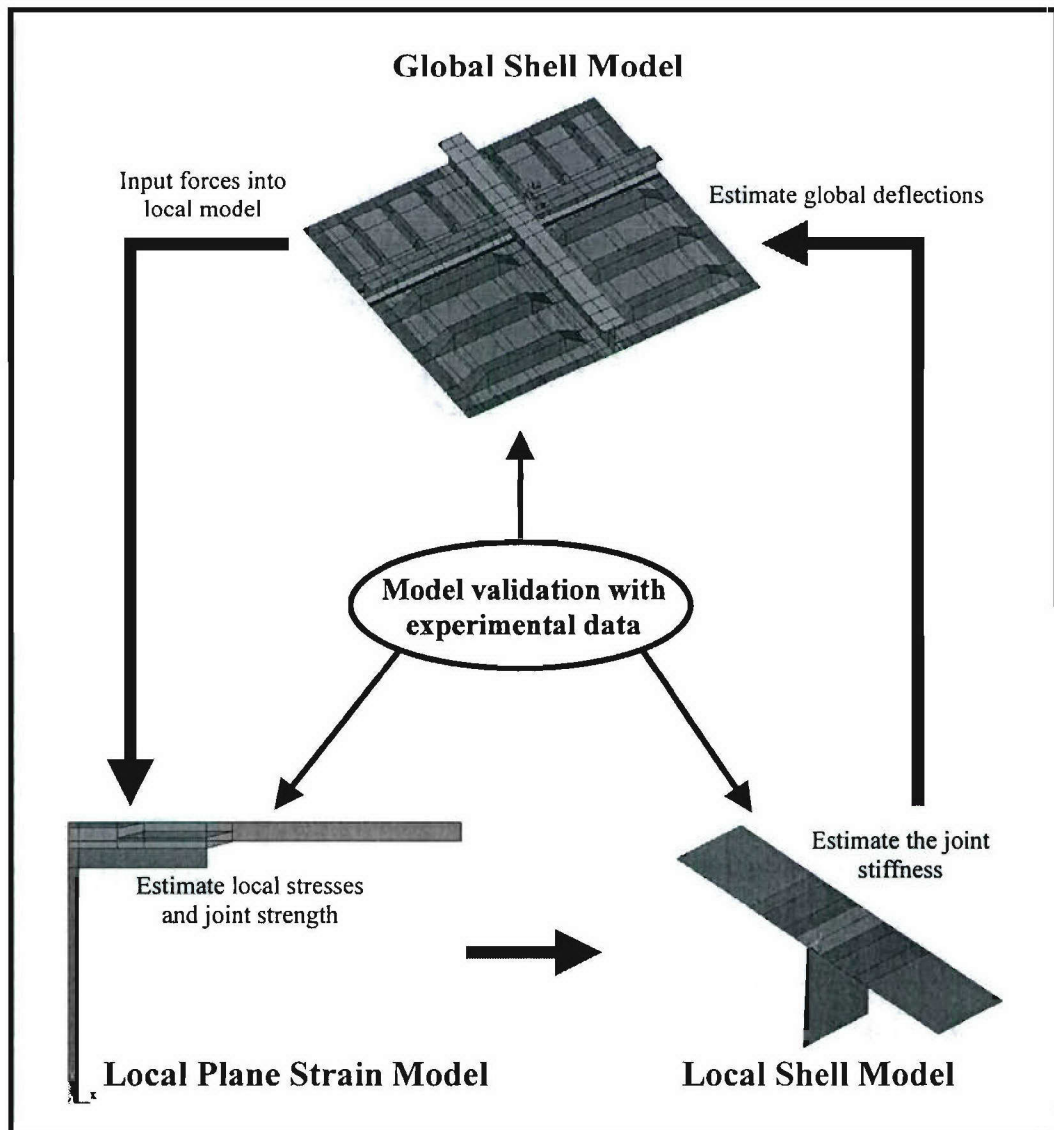 Global Shell Model
Input forces into
local model
Estimate global deflections
Model validation with
experimental data
Estimate local stresses
and joint strength
Estimate the joint
stiffness
Local Plane Strain Model
Local Shell Model
x